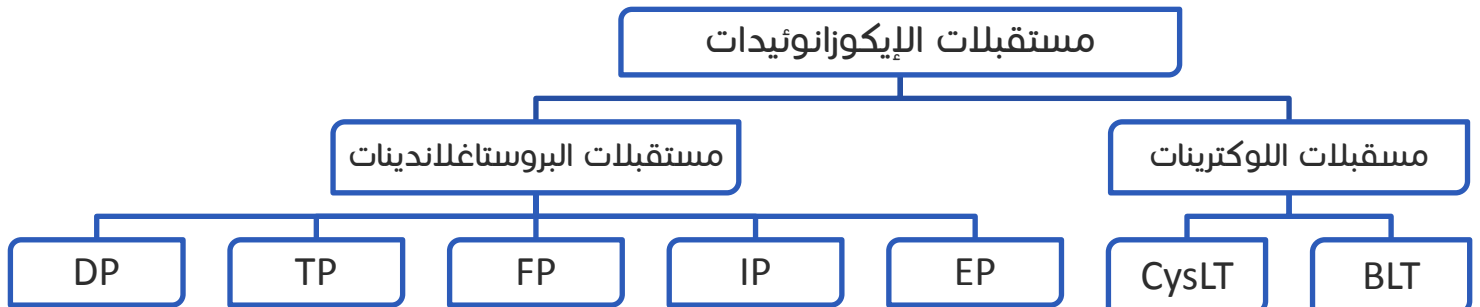 مستقبلات الإيكوزانوئيدات
مسقبلات اللوكترينات
مستقبلات البروستاغلاندينات
BLT
CysLT
EP
IP
FP
TP
DP